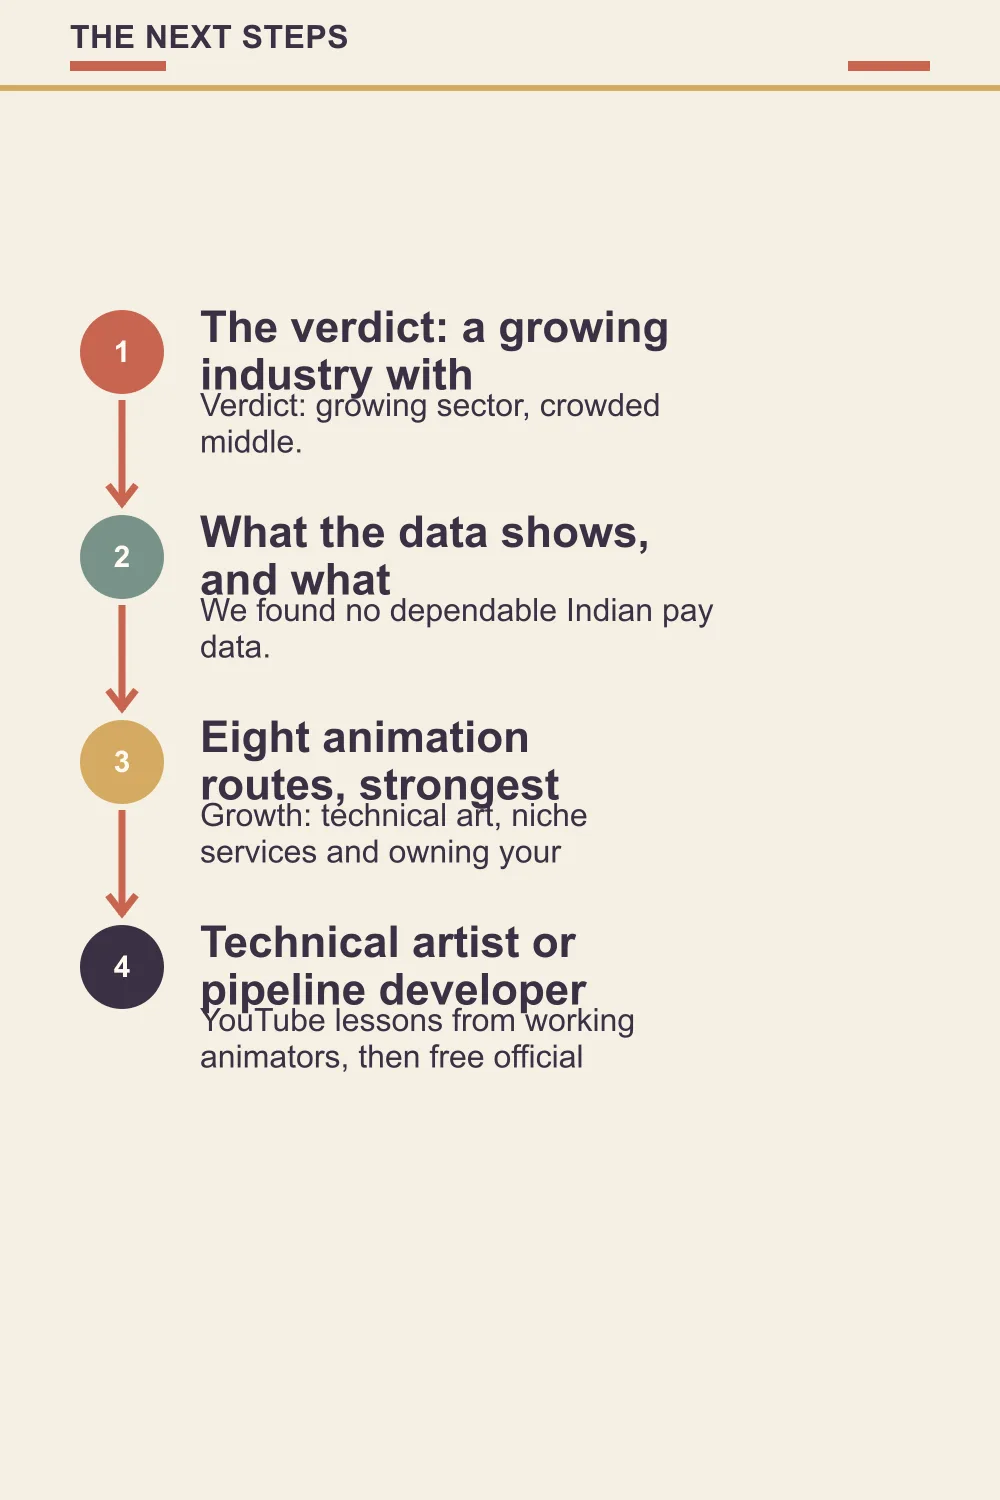 THE NEXT STEPS
1
The verdict: a growing
industry with
Verdict: growing sector, crowded
middle.
2
What the data shows,
and what
We found no dependable Indian pay
data.
3
Eight animation
routes, strongest
Growth: technical art, niche
services and owning your
4
Technical artist or
pipeline developer
YouTube lessons from working
animators, then free official